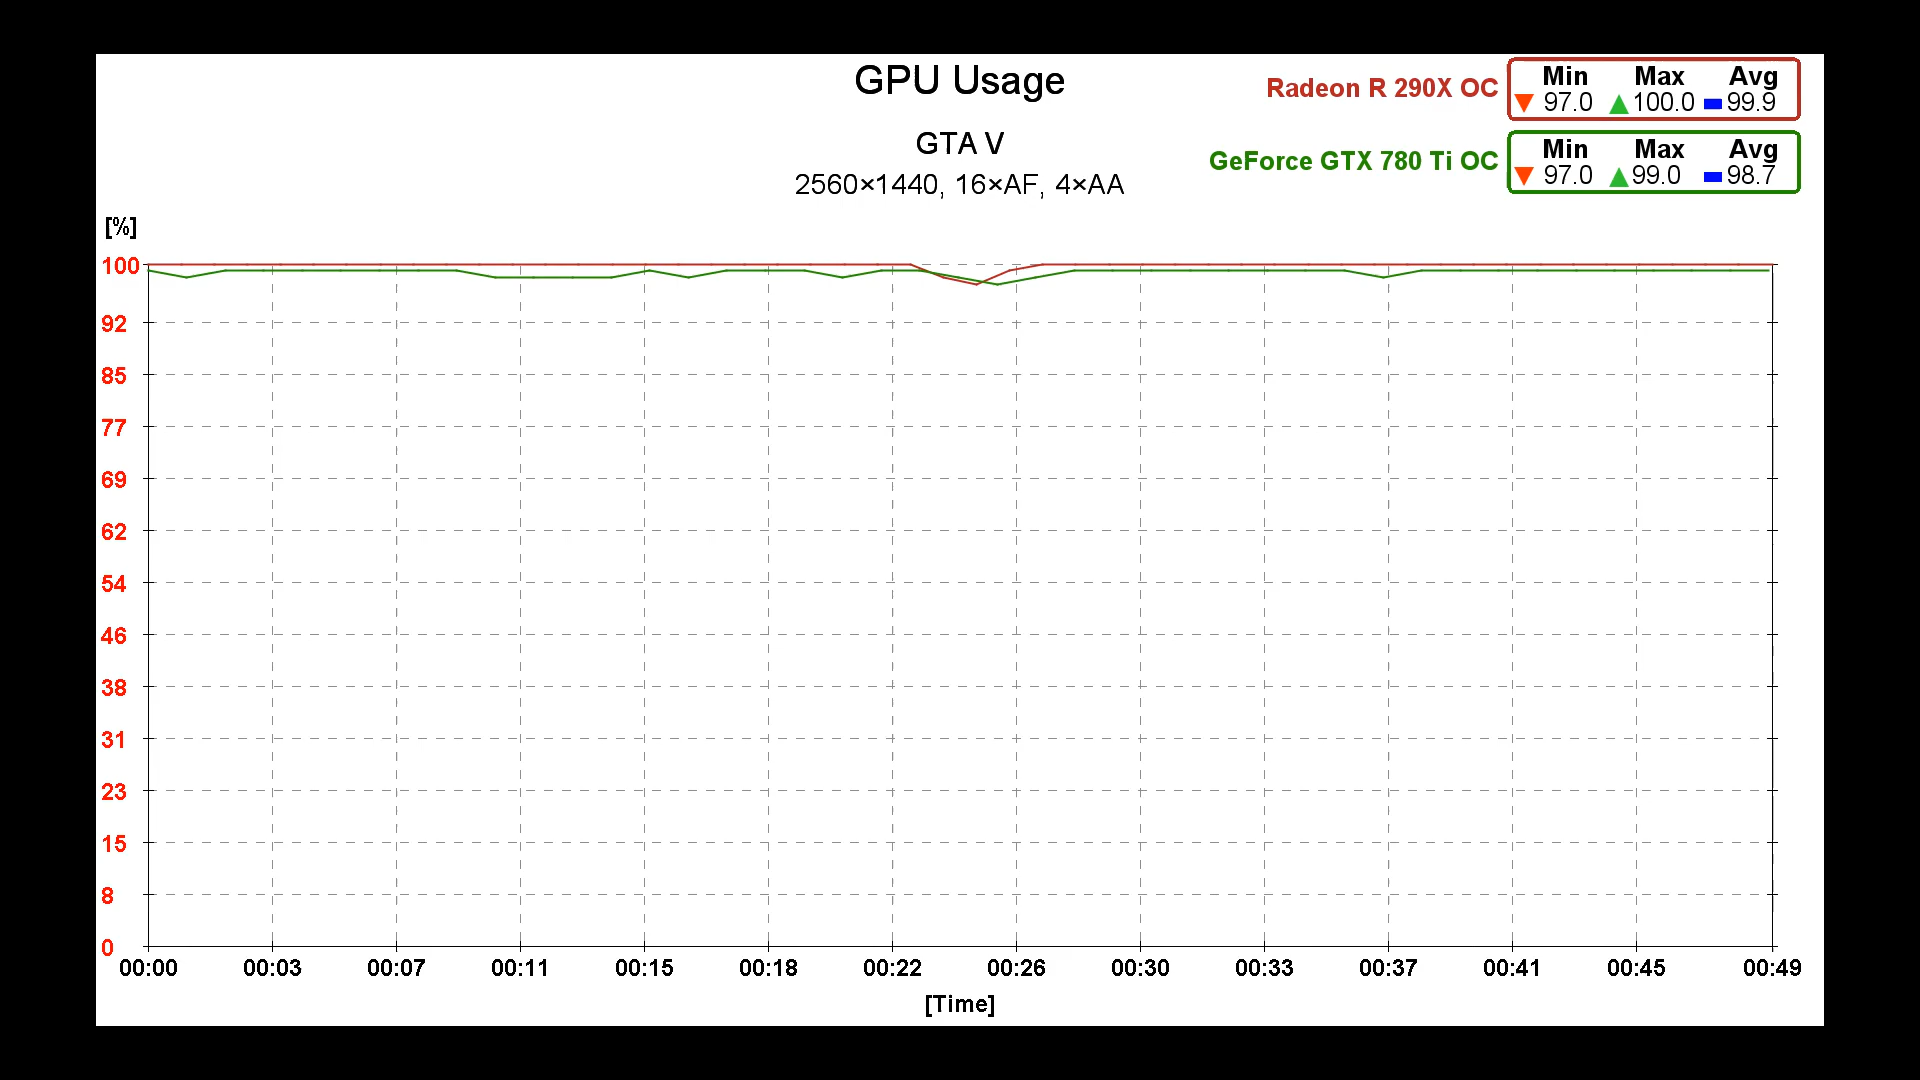 GPU Usage
GTA V
2560×1440, 16×AF, 4×AA
Radeon R 290X OC
Min Max Avg
97.0 100.0 99.9
GeForce GTX 780 Ti OC
Min Max Avg
97.0 99.0 98.7
[%]
100
92
85
77
69
62
54
46
38
31
23
15
8
0
00:00 00:03 00:07 00:11 00:15 00:18 00:22 00:26 00:30 00:33 00:37 00:41 00:45 00:49
[Time]